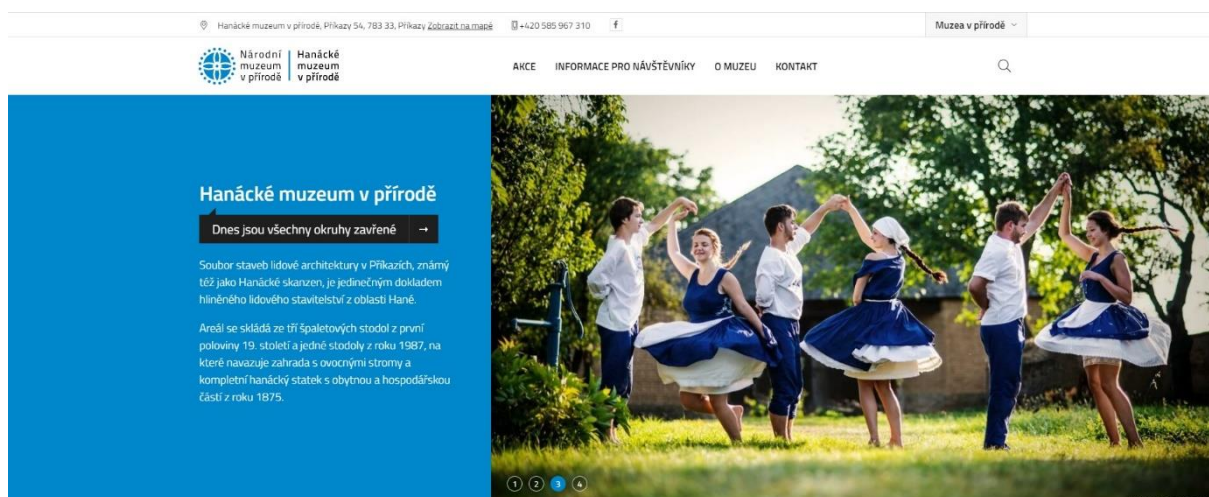 Hanácké muzeum v přírodě, Příkazy 54, 783 33, Příkazy Zobrazit na mapě +420 585 967 310 f Muzea v přírodě
Národní muzeum v přírodě Hanácké muzeum v přírodě
AKCE INFORMACE PRO NÁVŠTĚVNÍKY O MUZEU KONTAKT
Hanácké muzeum v přírodě
Dnes jsou všechny okruhy zavřené →
Soubor staveb lidové architektury v Příkazích, známý
též jako Hanácké skanzen, je jedinečným dokladem
hliněného lidového stavitelství z oblasti Hané.
Areál se skládá ze tří špaletových stodol z první
poloviny 19. století a jedné stodoly z roku 1987, na
které navazuje zahrada s ovocnými stromy a
kompletní hanácký statek s obytnou a hospodářskou
částí z roku 1875.
1 2 3 4